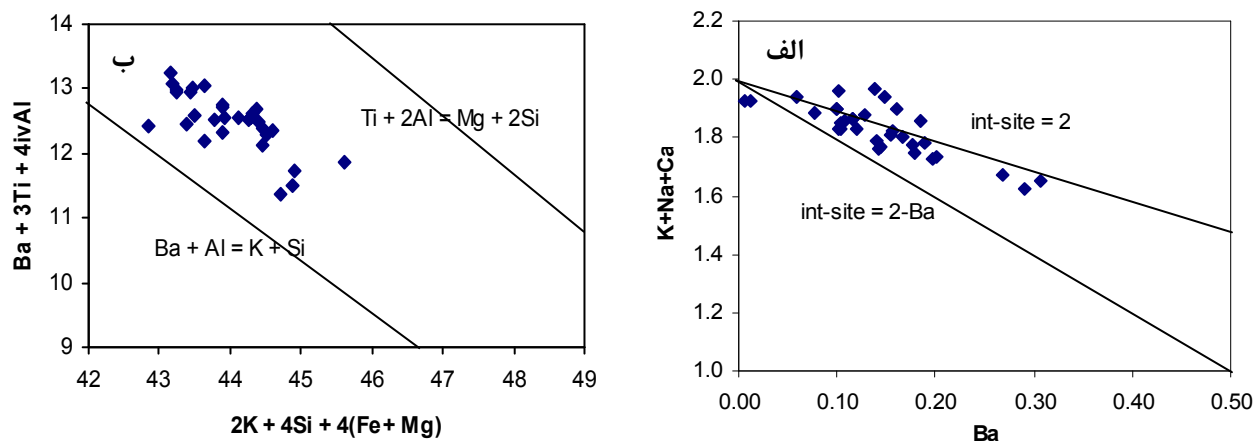 ب
14
13
12
11
10
9
Ba + 3Ti + 4ivAl
Ti + 2Al = Mg + 2Si
Ba + Al = K + Si
42 43 44 45 46 47 48 49
2K + 4Si + 4(Fe+ Mg)
الف
2.2
2.0
1.8
1.6
1.4
1.2
1.0
K+Na+Ca
int-site = 2
int-site = 2-Ba
0.00 0.10 0.20 0.30 0.40 0.50
Ba